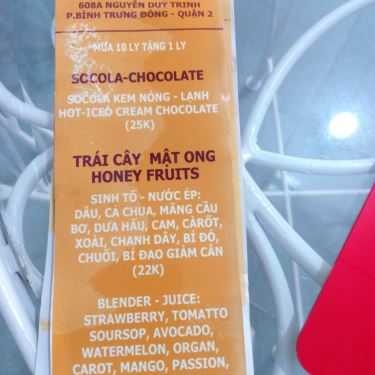 608A NGUYỄN DUY TRINH
P.BÌNH TRƯNG ĐÔNG - QUẬN 2
MUA 10 LY TẶNG 1 LY
SOCOLA-CHOCOLATE
SOCOLA KEM NÓNG - LẠNH
HOT-ICED CREAM CHOCOLATE
(25K)
TRÁI CÂY MẬT ONG
HONEY FRUITS
SINH TỐ - NƯỚC ÉP:
DÂU, CÀ CHUA, MÃNG CẦU
BƠ, DƯA HẤU, CAM, CÀRỐT,
XOÀI, CHANH DÂY, BÍ ĐỎ,
CHUỐI, BÍ ĐAO GIẢM CÂN
(22K)
BLENDER - JUICE:
STRAWBERRY, TOMATTO
SOURSOP, AVOCADO,
WATERMELON, ORGAN,
CAROT, MANGO, PASSION,